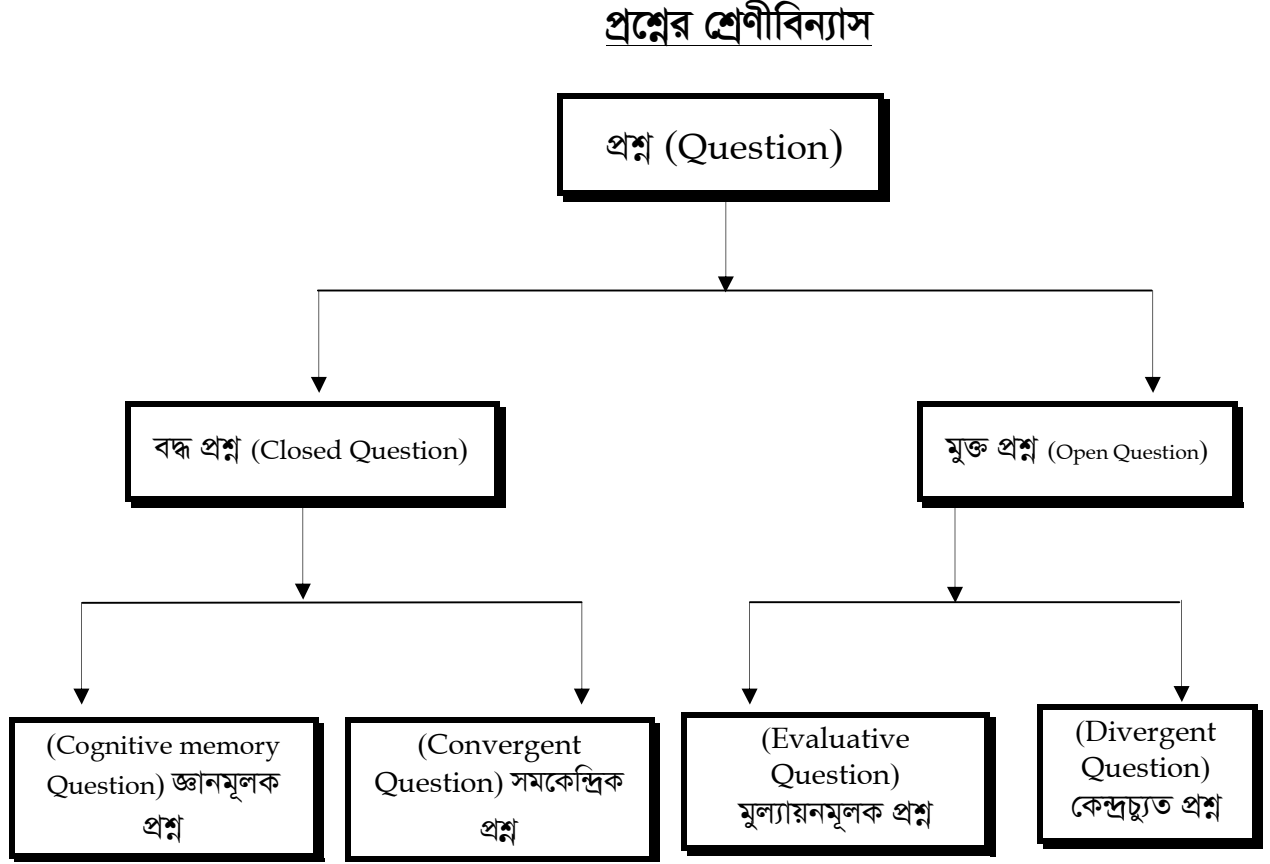 প্রশ্নের শ্রেণীবিন্যাস
প্রশ্ন (Question)
বদ্ধ প্রশ্ন (Closed Question)
মুক্ত প্রশ্ন (Open Question)
(Cognitive memory
Question) জ্ঞানমূলক
প্রশ্ন
(Convergent
Question) সমকেন্দ্রিক
প্রশ্ন
(Evaluative
Question)
মুল্যায়নমূলক প্রশ্ন
(Divergent
Question)
কেন্দ্রচ্যুত প্রশ্ন